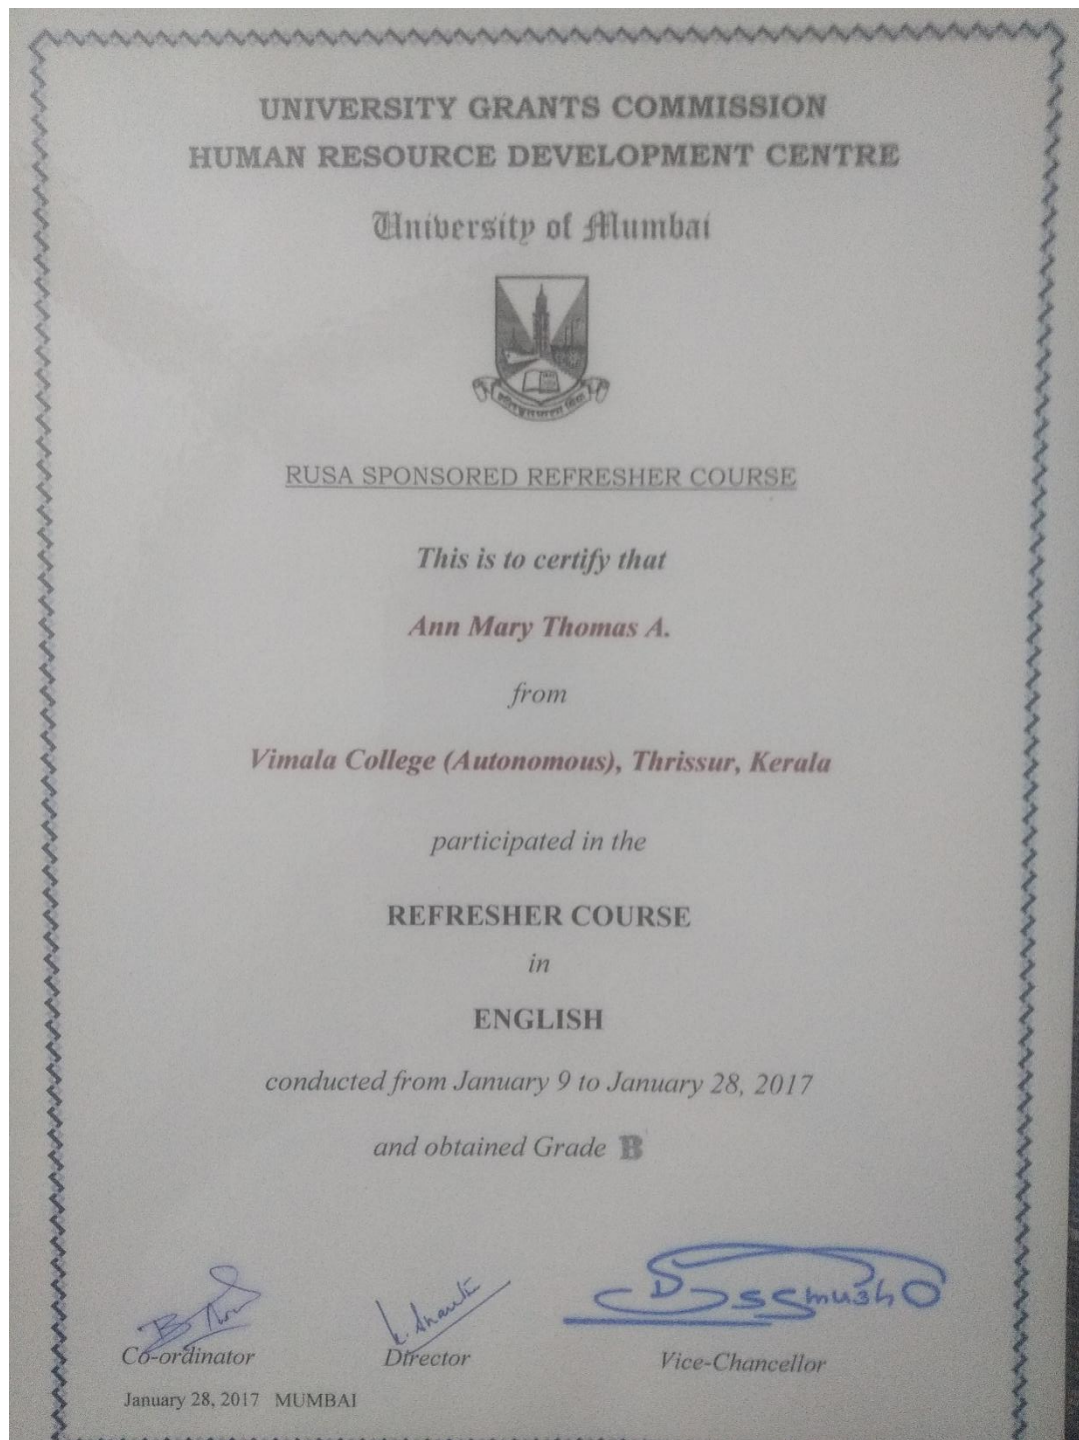 UNIVERSITY GRANTS COMMISSION
HUMAN RESOURCE DEVELOPMENT CENTRE
University of Mumbai
RUSA SPONSORED REFRESHER COURSE
This is to certify that
Ann Mary Thomas A.
from
Vimala College (Autonomous), Thrissur, Kerala
participated in the
REFRESHER COURSE
in
ENGLISH
conducted from January 9 to January 28, 2017
and obtained Grade B
Co-ordinator Director Vice-Chancellor
January 28, 2017 MUMBAI